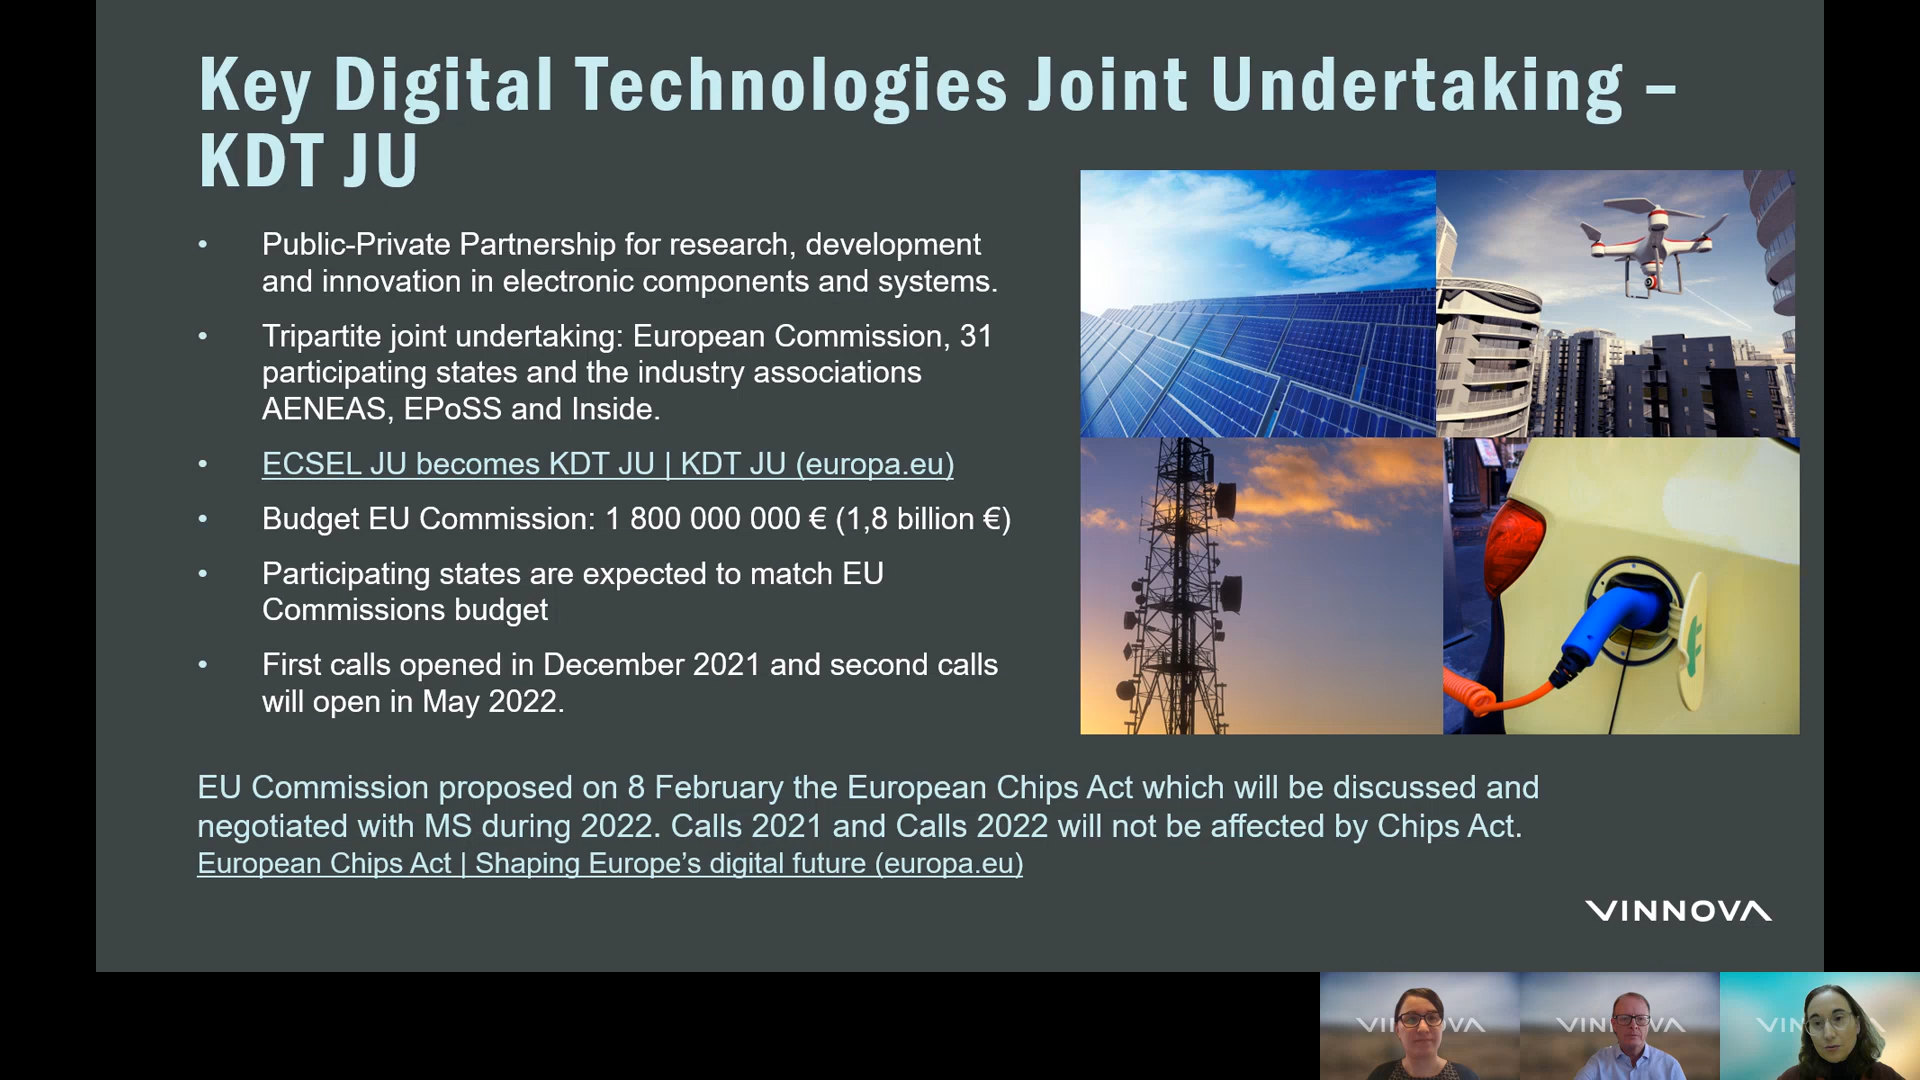 Key Digital Technologies Joint Undertaking –
KDT JU
• Public-Private Partnership for research, development
and innovation in electronic components and systems.
• Tripartite joint undertaking: European Commission, 31
participating states and the industry associations
AENEAS, EPoSS and Inside.
• ECSEL JU becomes KDT JU | KDT JU (europa.eu)
• Budget EU Commission: 1 800 000 000 € (1,8 billion €)
• Participating states are expected to match EU
Commissions budget
• First calls opened in December 2021 and second calls
will open in May 2022.
EU Commission proposed on 8 February the European Chips Act which will be discussed and
negotiated with MS during 2022. Calls 2021 and Calls 2022 will not be affected by Chips Act.
European Chips Act | Shaping Europe’s digital future (europa.eu)
VINNOVA